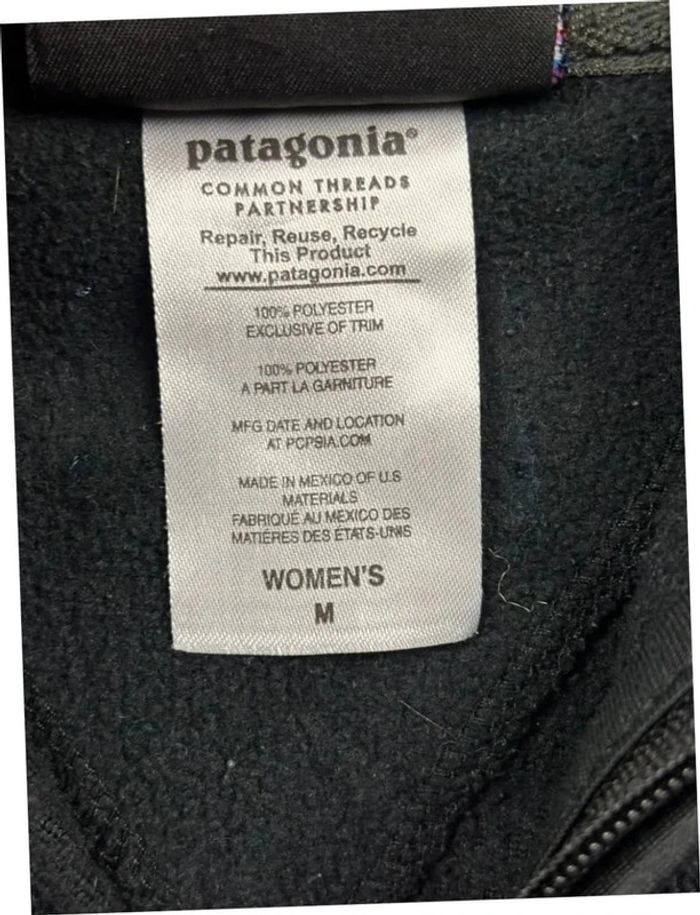 patagonia®
COMMON THREADS
PARTNERSHIP
Repair, Reuse, Recycle
This Product
www.patagonia.com
100% POLYESTER
EXCLUSIVE OF TRIM
100% POLYESTER
A PART LA GARNITURE
MFG DATE AND LOCATION
AT PCPSIA.COM
MADE IN MEXICO OF U.S
MATERIALS
FABRIQUÉ AU MEXICO DES
MATIÈRES DES ÉTATS-UNIS
WOMEN'S
M